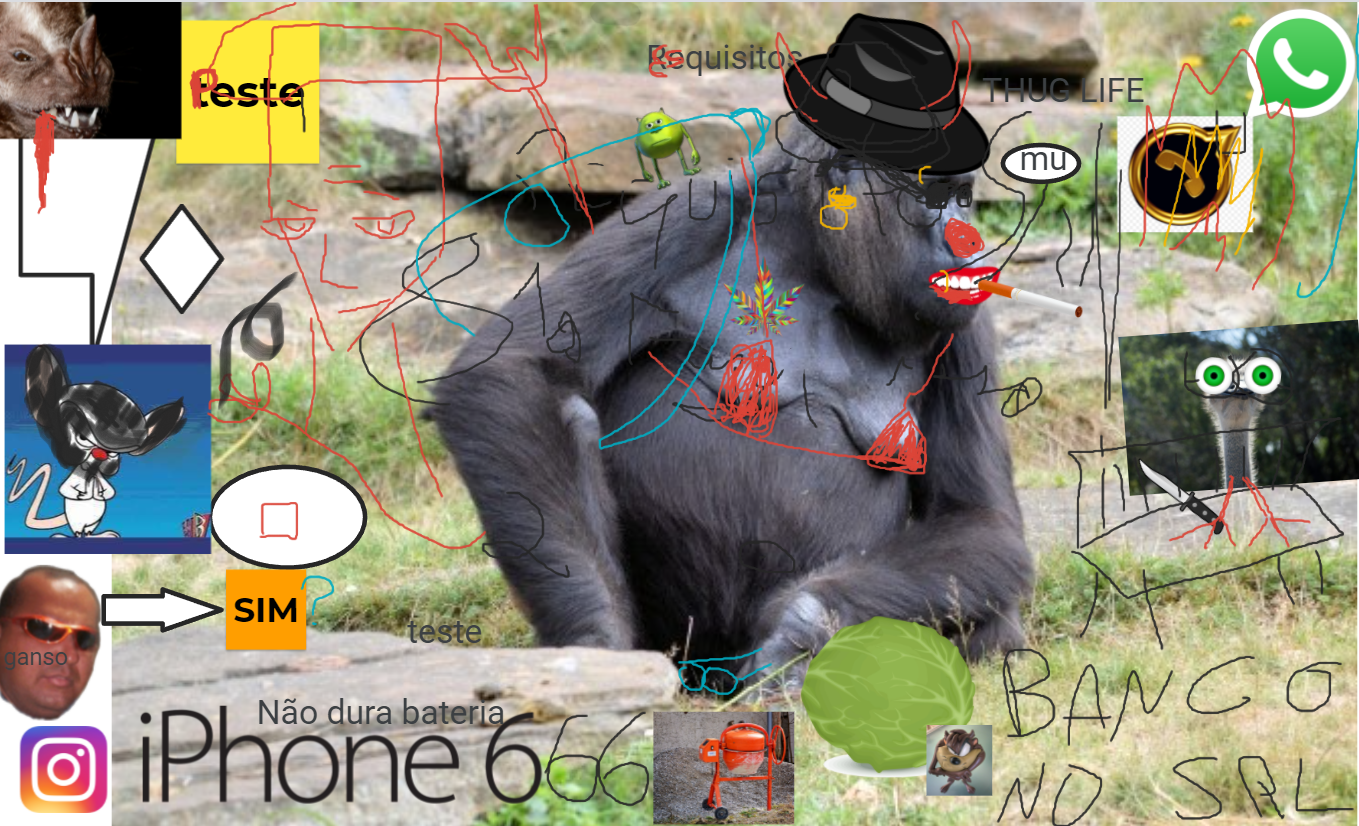 Requisitos
teste
THUG LIFE
mu
SIM
?
teste
ganso
Não dura bateria
iPhone 666
BANCO
NO SQL